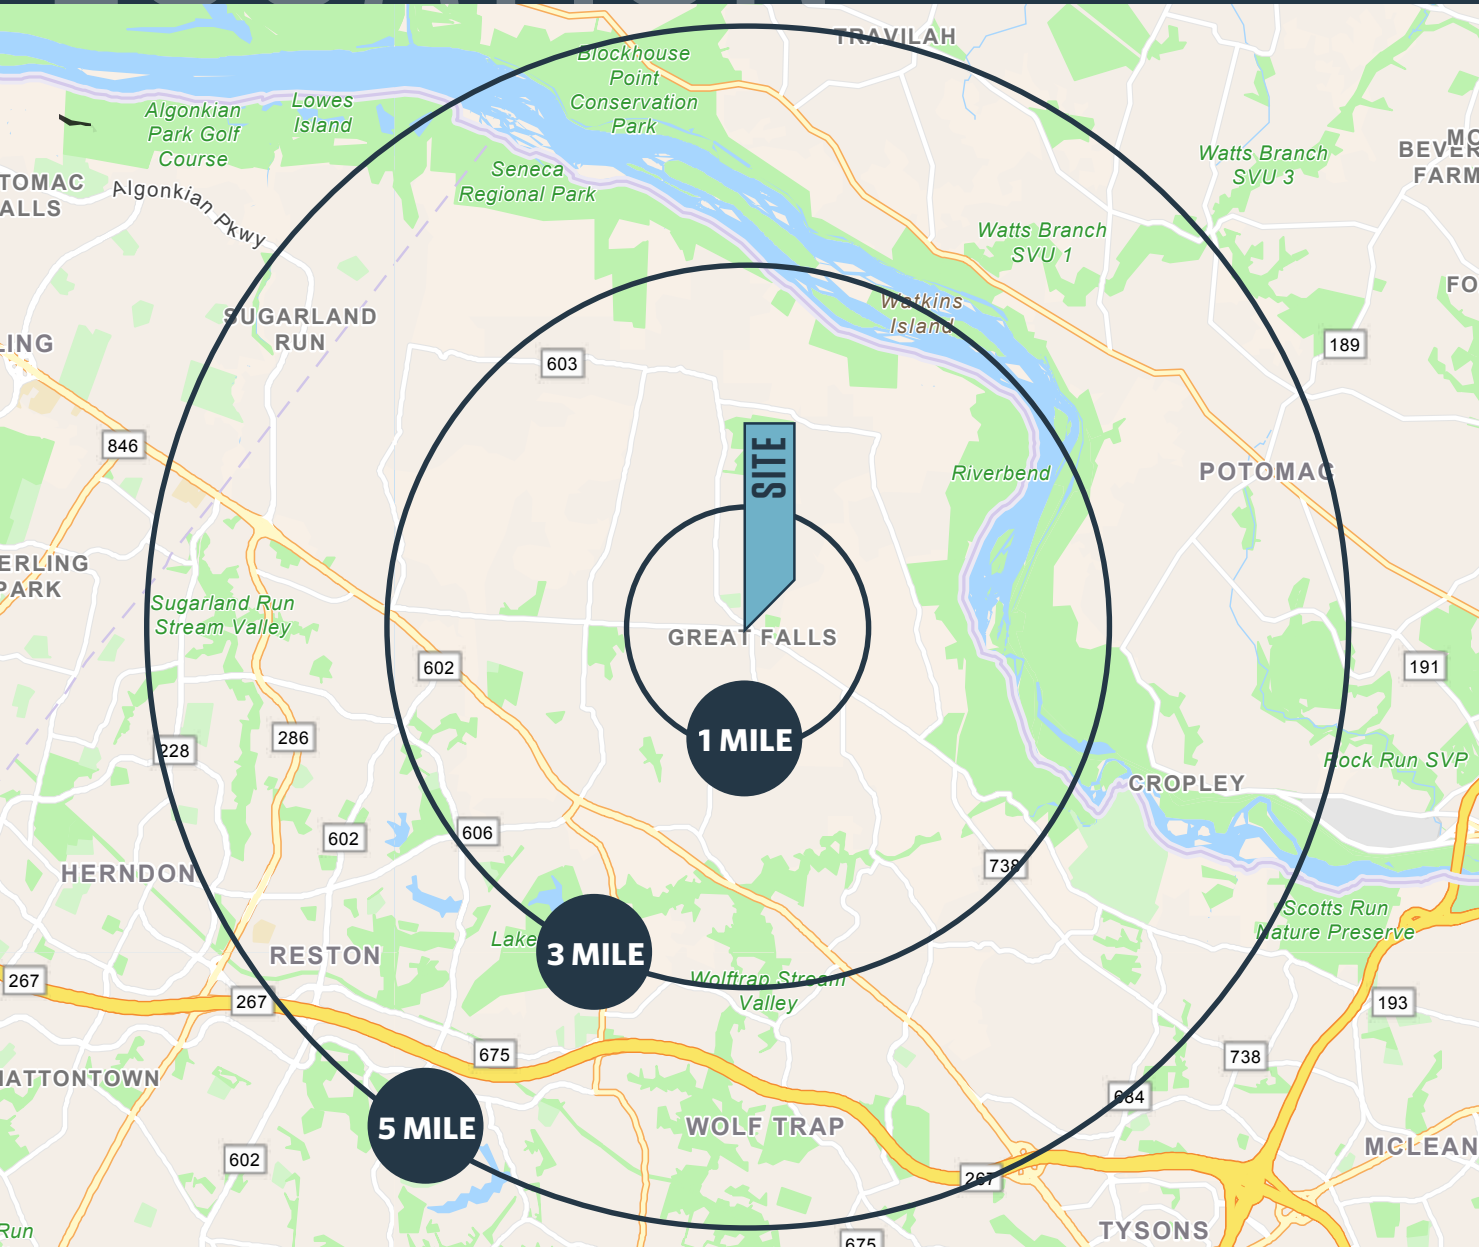 TRAVILAH
Blockhouse
Point
Conservation
Park
Algonkian
Park Golf
Course
Lowes
Island
Seneca
Regional Park
Algonkian Pkwy
TOMAC
ALLS
Watts Branch
SVU 3
MO
BEVER
FARM
Watts Branch
SVU 1
FO
Watkins
Island
SUGARLAND
RUN
LING
189
603
846
SITE
Riverbend
POTOMAC
ERLING
PARK
Sugarland Run
Stream Valley
GREAT FALLS
602
191
286
228
1 MILE
Rock Run SVP
CROPLEY
602
606
738
HERNDON
Scotts Run
Nature Preserve
Lake
3 MILE
RESTON
Wolftrap Stream
Valley
267
267
193
675
738
HATTONTOWN
684
5 MILE
WOLF TRAP
MCLEAN
602
267
Run
TYSONS
675